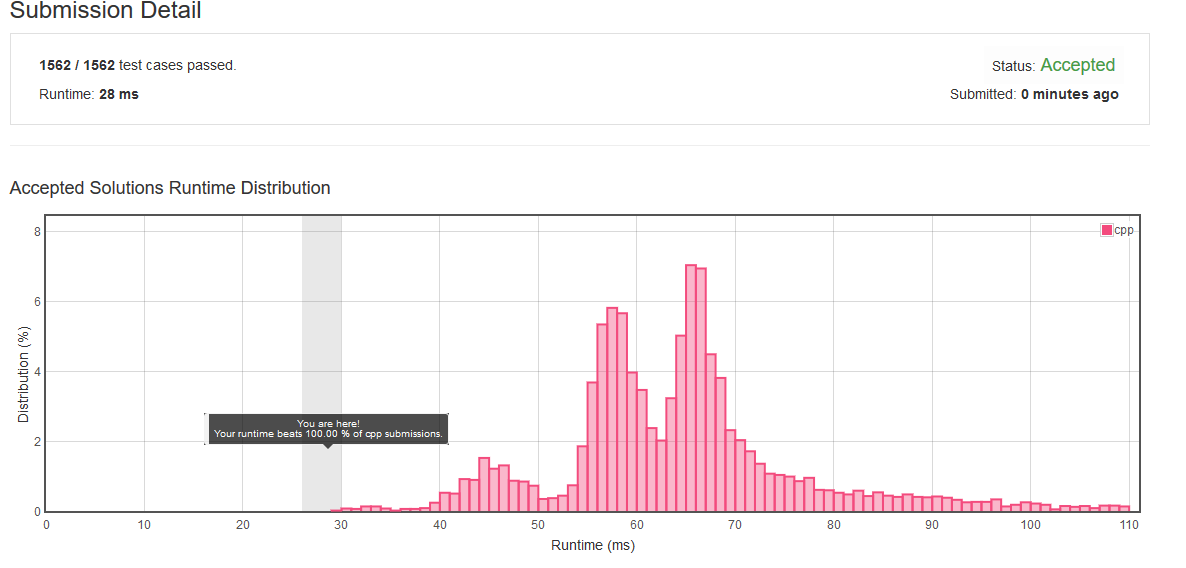 Submission Detail
1562 / 1562 test cases passed.
Status: Accepted
Runtime: 28 ms
Submitted: 0 minutes ago
Accepted Solutions Runtime Distribution
cpp
8
6
4
2
0
Distribution (%)
You are here!
Your runtime beats 100.00 % of cpp submissions.
0 10 20 30 40 50 60 70 80 90 100 110
Runtime (ms)